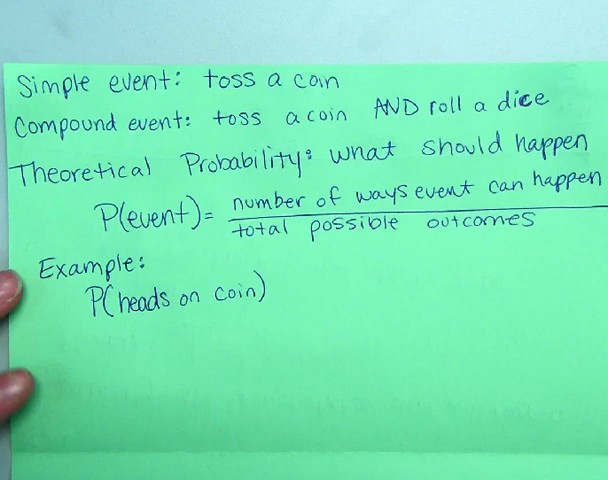 Simple event: toss a coin
Compound event: toss a coin AND roll a dice
Theoretical Probability: what should happen
P(event) = number of ways event can happen
total possible outcomes
Example:
P(heads on coin)